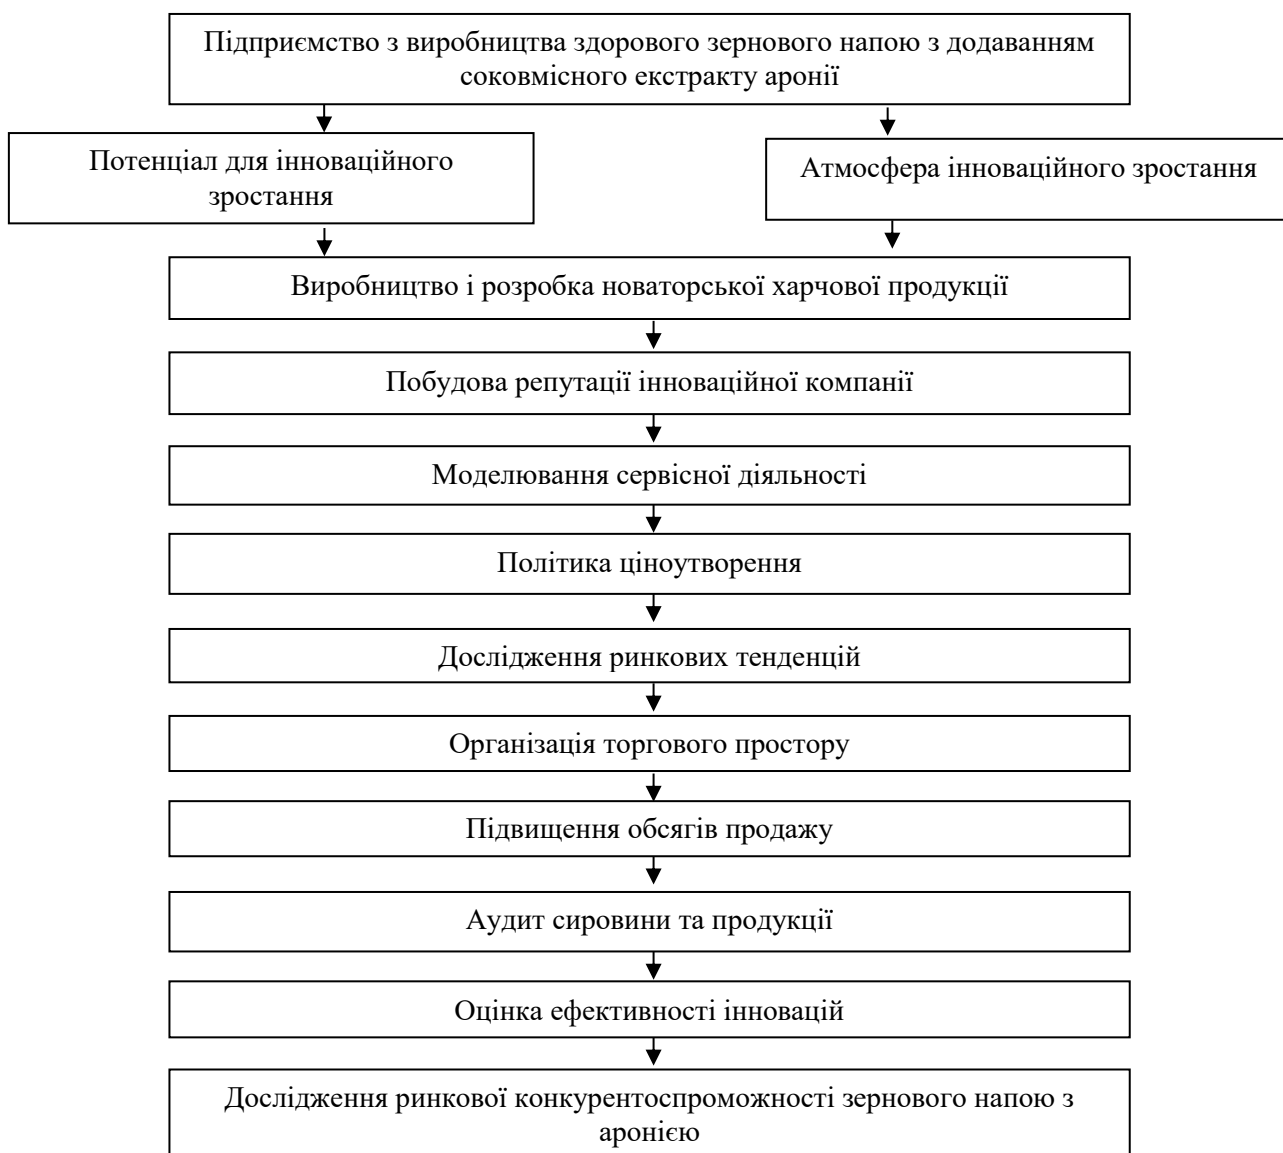 Підприємство з виробництва здорового зернового напою з додаванням
соковмісного екстракту аронії
Потенціал для інноваційного
зростання
Атмосфера інноваційного зростання
Виробництво і розробка новаторської харчової продукції
Побудова репутації інноваційної компанії
Моделювання сервісної діяльності
Політика ціноутворення
Дослідження ринкових тенденцій
Організація торгового простору
Підвищення обсягів продажу
Аудит сировини та продукції
Оцінка ефективності інновацій
Дослідження ринкової конкурентоспроможності зернового напою з
аронією